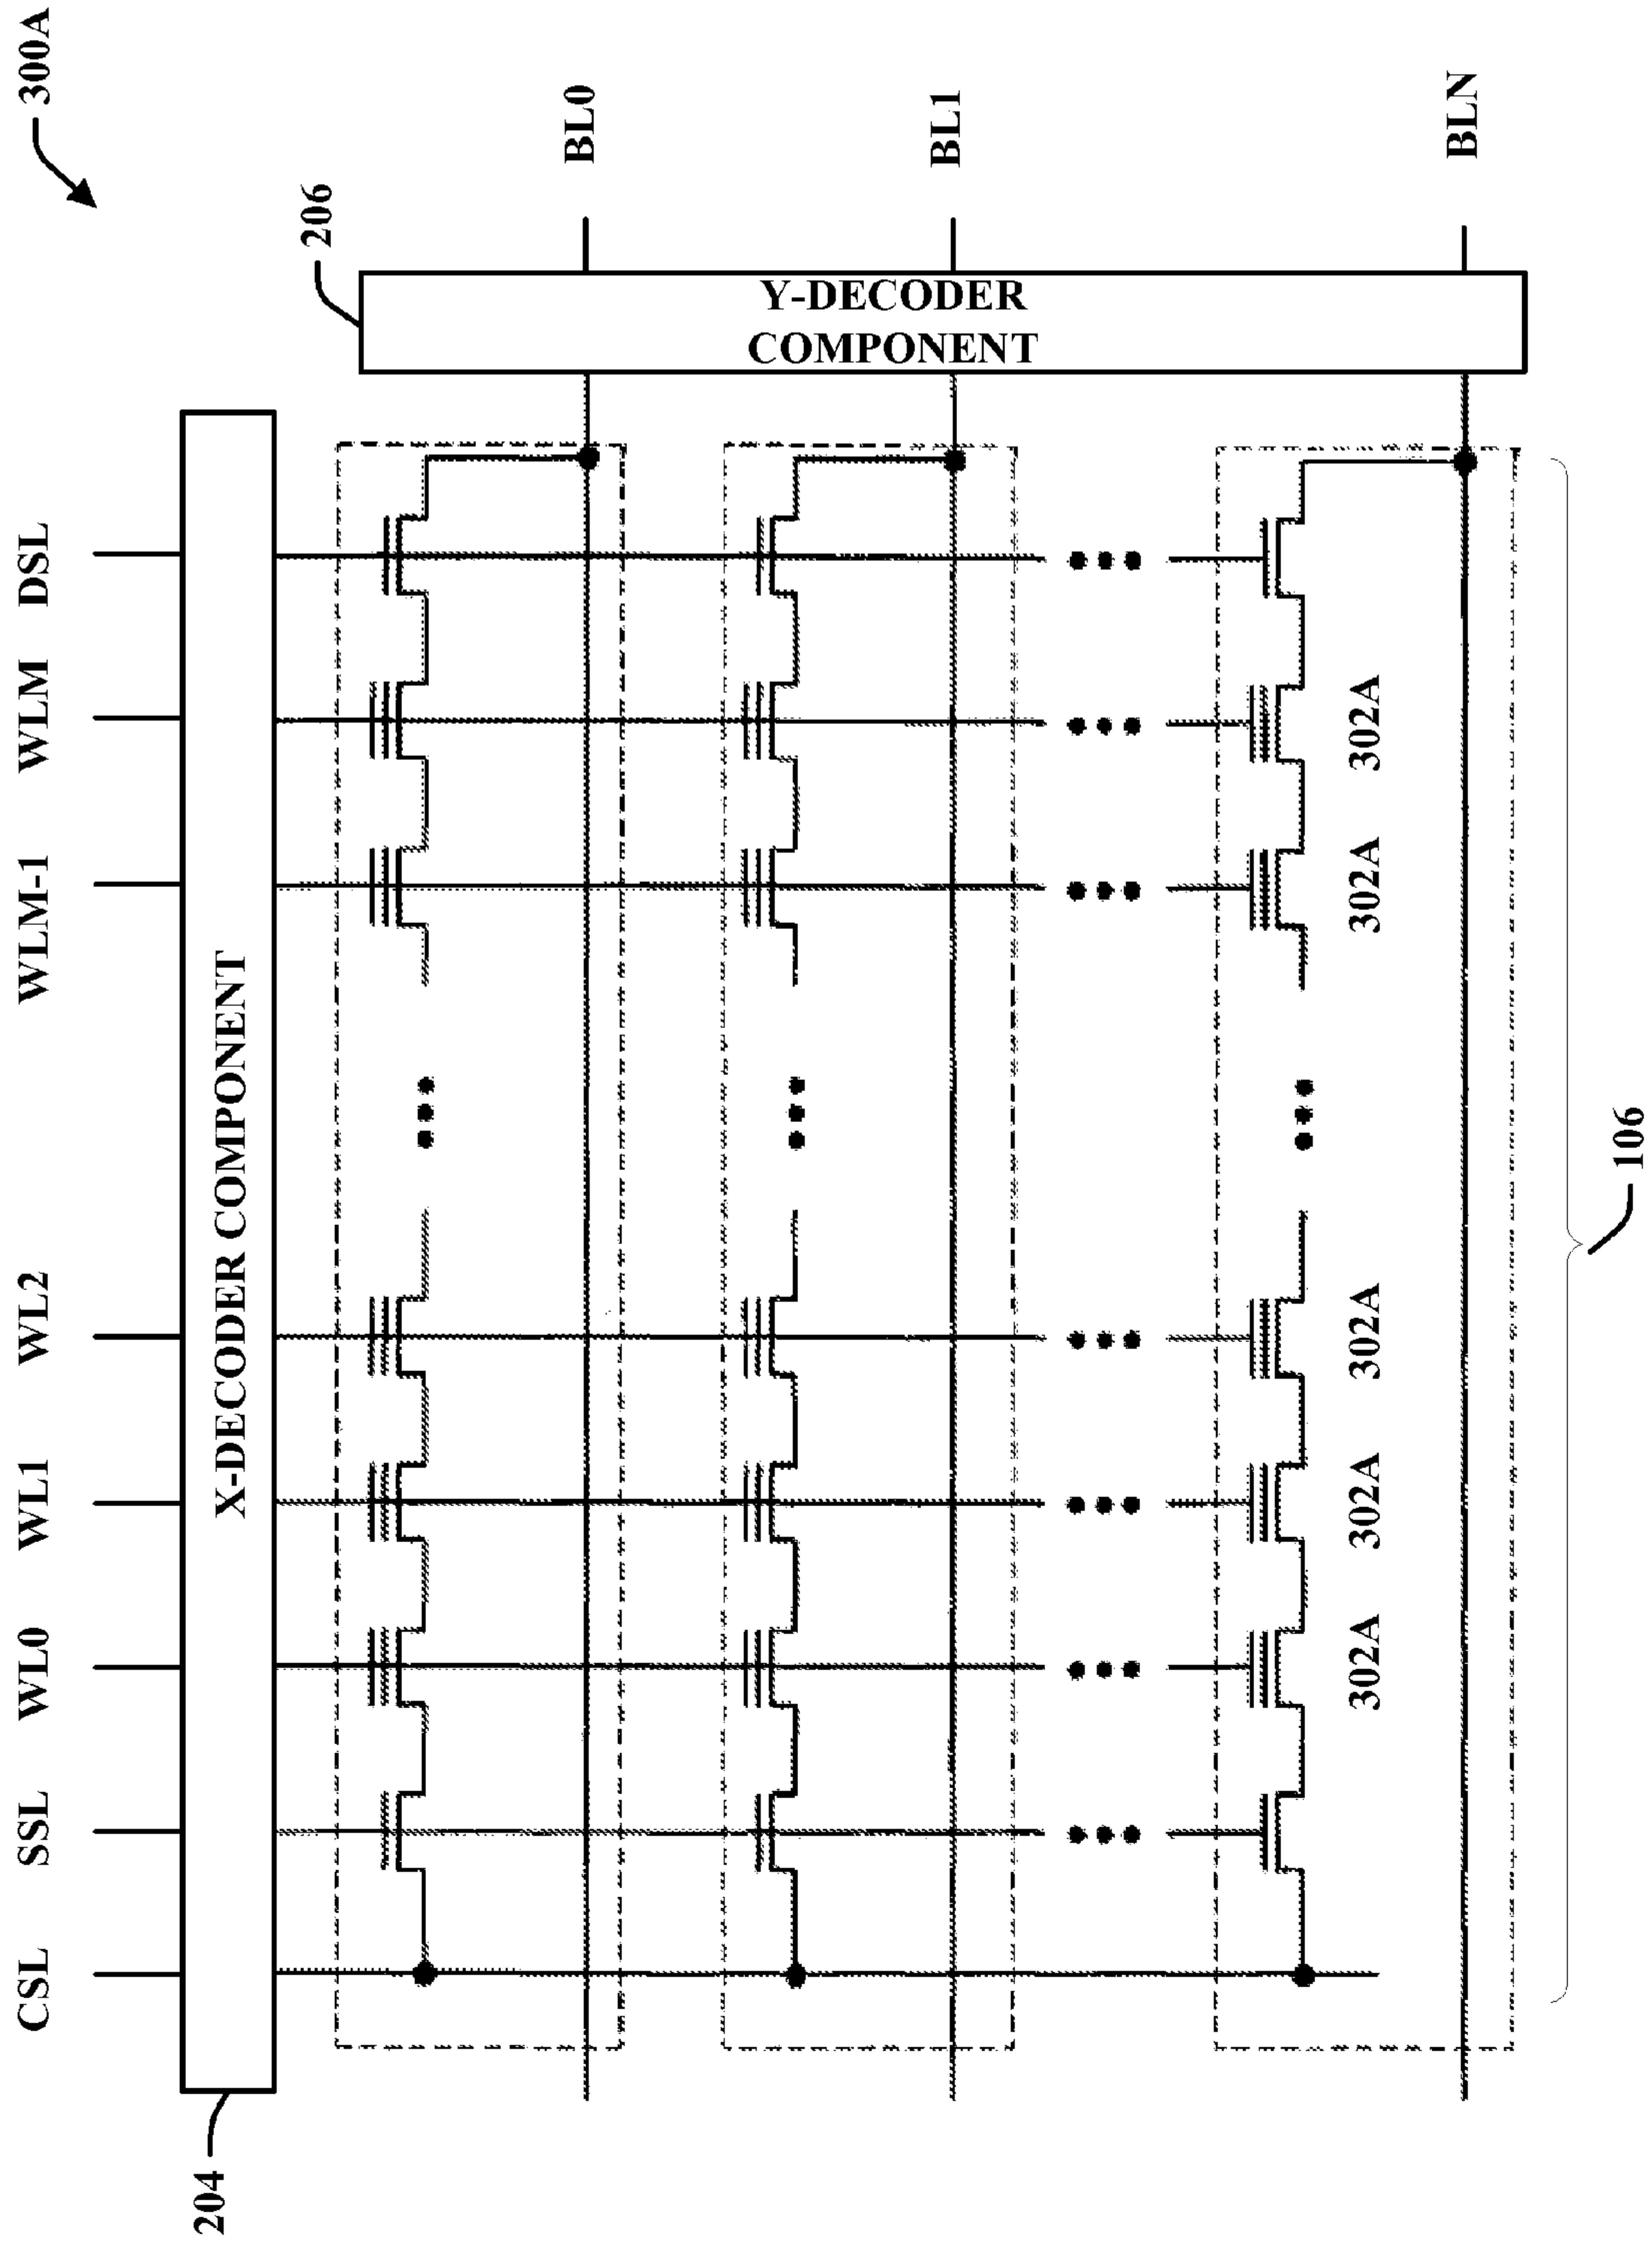 300A
CSL SSL WL0 WL1 WL2 WLM-1 WLM DSL
204
X-DECODER COMPONENT
206
Y-DECODER
COMPONENT
BL0
BL1
BLN
302A 302A 302A 302A 302A
106